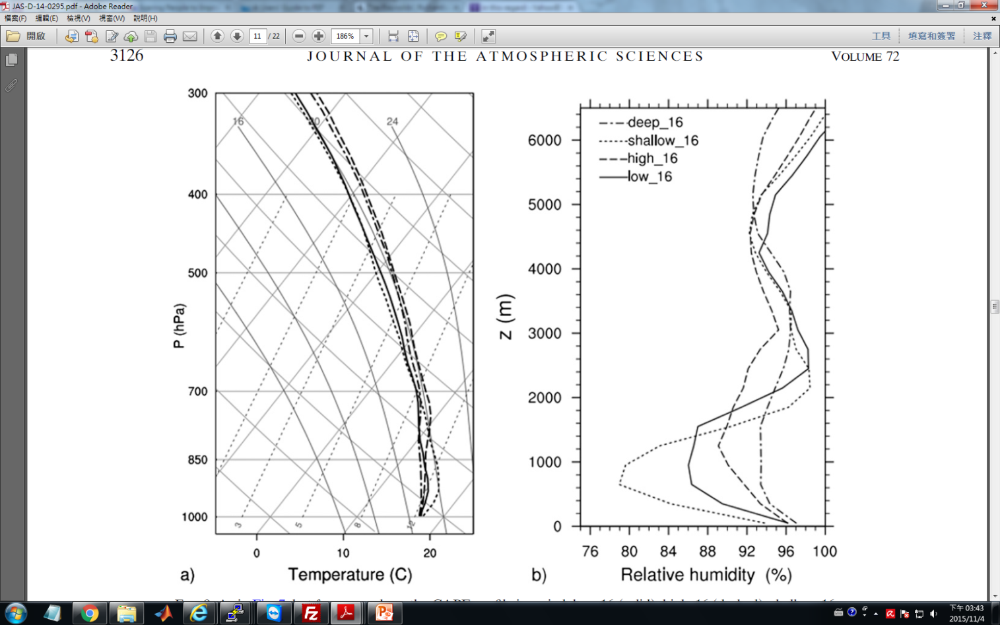 JAS-D-14-0295.pdf - Adobe Reader
檔案(F) 編輯(E) 檢視(V) 視窗(W) 說明(H)
開啟 11 / 22 186% 工具 填寫和簽署 注釋
3126 JOURNAL OF THE ATMOSPHERIC SCIENCES VOLUME 72
300
400
500
700
850
1000
P (hPa)
16 20 24
3 5 8 12
0 10 20
a) Temperature (C)
deep_16
shallow_16
high_16
low_16
6000
5000
4000
3000
2000
1000
0
z (m)
76 80 84 88 92 96 100
b) Relative humidity (%)
下午 03:43
2015/11/4